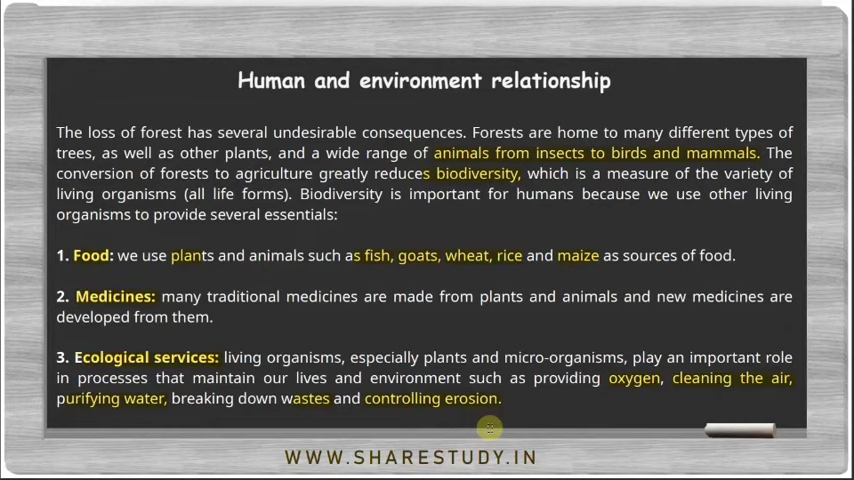 Human and environment relationship
The loss of forest has several undesirable consequences. Forests are home to many different types of
trees, as well as other plants, and a wide range of animals from insects to birds and mammals. The
conversion of forests to agriculture greatly reduces biodiversity, which is a measure of the variety of
living organisms (all life forms). Biodiversity is important for humans because we use other living
organisms to provide several essentials:
1. Food: we use plants and animals such as fish, goats, wheat, rice and maize as sources of food.
2. Medicines: many traditional medicines are made from plants and animals and new medicines are
developed from them.
3. Ecological services: living organisms, especially plants and micro-organisms, play an important role
in processes that maintain our lives and environment such as providing oxygen, cleaning the air,
purifying water, breaking down wastes and controlling erosion.
WWW.SHARESTUDY.IN